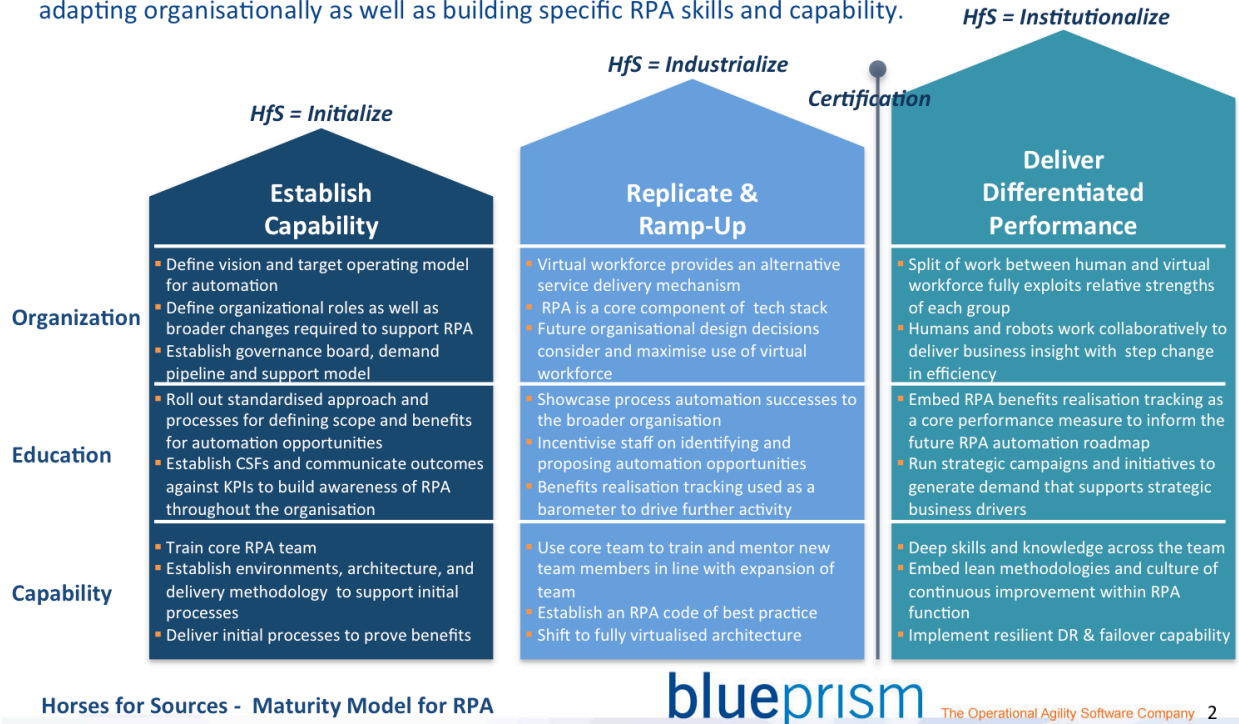 adapting organisationally as well as building specific RPA skills and capability.
HfS = Initialize
HfS = Industrialize
Certification
HfS = Institutionalize
Establish
Capability
Replicate &
Ramp-Up
Deliver
Differentiated
Performance
Organization
Define vision and target operating model
for automation
Define organizational roles as well as
broader changes required to support RPA
Establish governance board, demand
pipeline and support model
Virtual workforce provides an alternative
service delivery mechanism
RPA is a core component of tech stack
Future organisational design decisions
consider and maximise use of virtual
workforce
Split of work between human and virtual
workforce fully exploits relative strengths
of each group
Humans and robots work collaboratively to
deliver business insight with step change
in efficiency
Education
Roll out standardised approach and
processes for defining scope and benefits
for automation opportunities
Establish CSFs and communicate outcomes
against KPIs to build awareness of RPA
throughout the organisation
Showcase process automation successes to
the broader organisation
Incentivise staff on identifying and
proposing automation opportunities
Benefits realisation tracking used as a
barometer to drive further activity
Embed RPA benefits realisation tracking as
a core performance measure to inform the
future RPA automation roadmap
Run strategic campaigns and initiatives to
generate demand that supports strategic
business drivers
Capability
Train core RPA team
Establish environments, architecture, and
delivery methodology to support initial
processes
Deliver initial processes to prove benefits
Use core team to train and mentor new
team members in line with expansion of
team
Establish an RPA code of best practice
Shift to fully virtualised architecture
Deep skills and knowledge across the team
Embed lean methodologies and culture of
continuous improvement within RPA
function
Implement resilient DR & failover capability
Horses for Sources - Maturity Model for RPA
blueprism
The Operational Agility Software Company 2